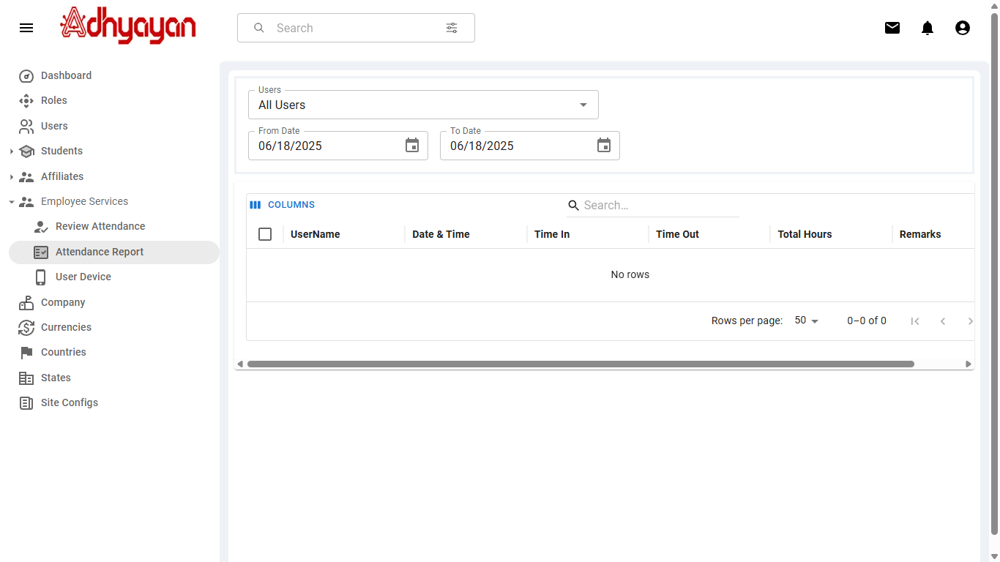 Adhyayan
Search
Dashboard
Roles
Users
Students
Affiliates
Employee Services
Review Attendance
Attendance Report
User Device
Company
Currencies
Countries
States
Site Configs
Users
All Users
From Date
06/18/2025
To Date
06/18/2025
COLUMNS
Search…
UserName Date & Time Time In Time Out Total Hours Remarks
No rows
Rows per page: 50 0–0 of 0